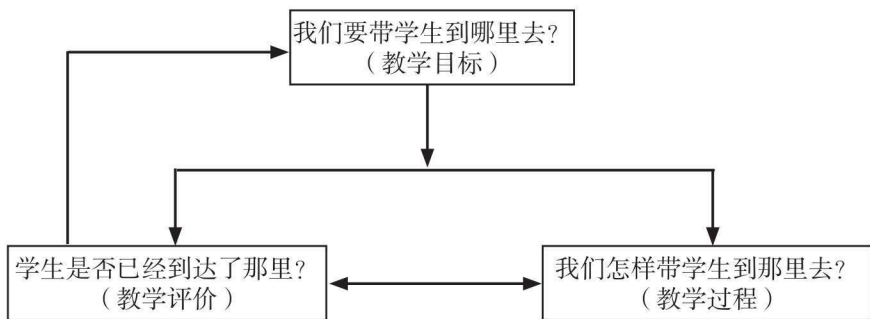 我们要带学生到哪里去？
（教学目标）
学生是否已经到达了那里？
（教学评价）
我们怎样带学生到那里去？
（教学过程）